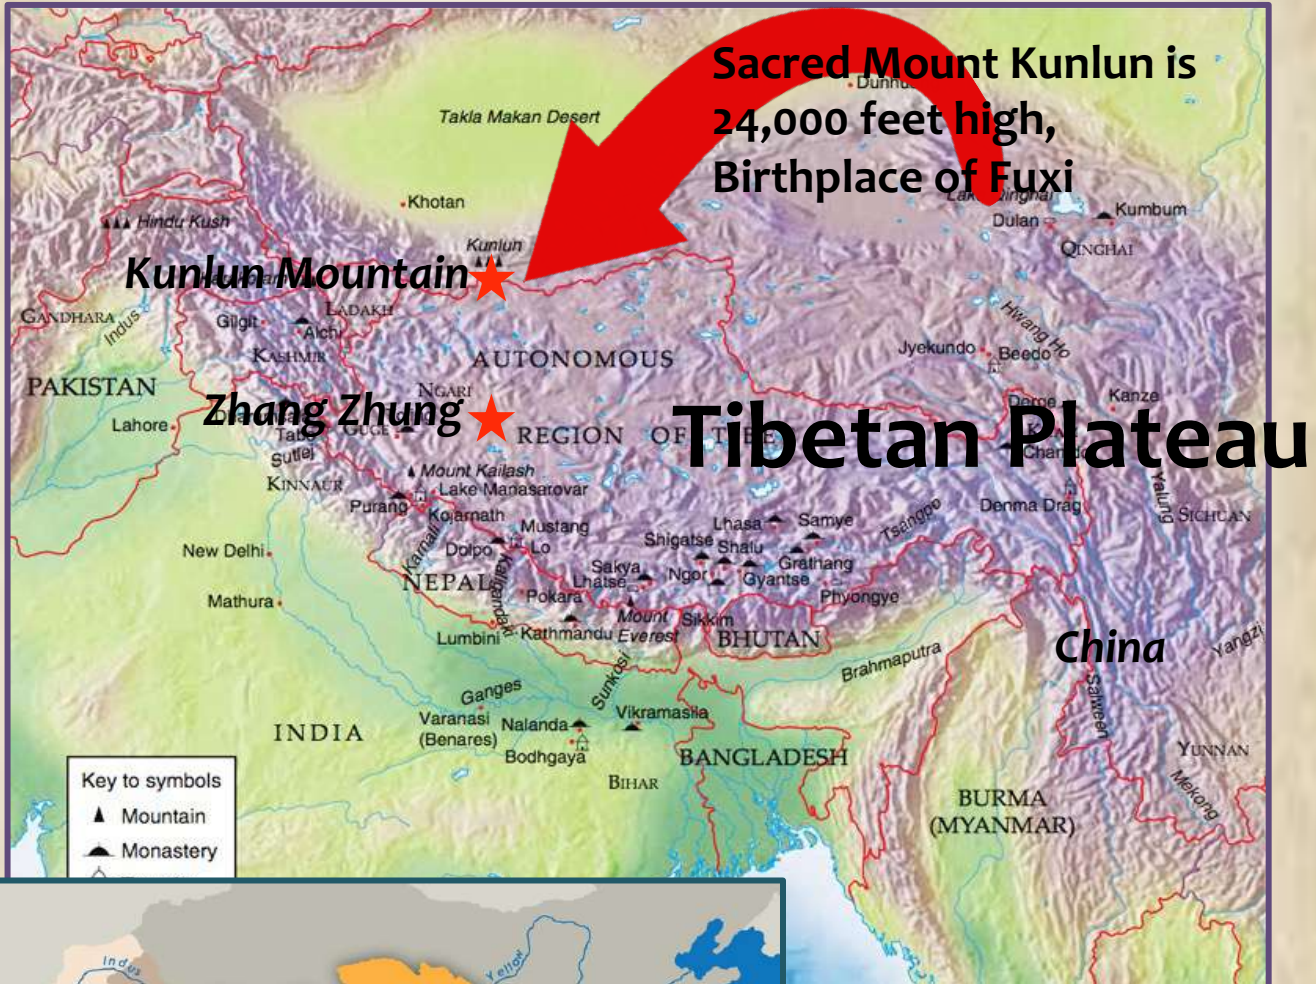 Sacred Mount Kunlun is
24,000 feet high,
Birthplace of Fuxi
Takla Makan Desert
Khotan
Hindu Kush
Kunlun
Kunlun Mountain
Lake Qinghai
Dulan
Kumbum
QINGHAI
GANDHARA
Indus
Gilgit
LADAKH
Alchi
KASHMIR
AUTONOMOUS
Hwang Ho
Jyekundo
Beedo
PAKISTAN
NGARI
Zhang Zhung
GUGE
Lahore
Sutlej
REGION OF
Tibetan Plateau
Derge
Kanze
KINNAUR
Mount Kailash
Lake Manasarovar
Purang
Kojarnath
Denma Drag
Yalung
SICHUAN
Mustang
Lo
Dolpo
Karnali
Kaligandaki
New Delhi
Mathura
NEPAL
Pokara
Lhasa
Samye
Tsangpo
Shigatse
Shalu
Sakya
Lhatse
Ngor
Grathang
Gyantse
Phyongye
Lumbini
Kathmandu
Mount
Everest
Sikkim
BHUTAN
China
Yangzi
Brahmaputra
Sunkosi
Salween
Ganges
INDIA
Varanasi
(Benares)
Nalanda
Vikramasila
Bodhgaya
BIHAR
BANGLADESH
YUNNAN
Mekong
BURMA
(MYANMAR)
Key to symbols
Mountain
Monastery
Indus
Yellow